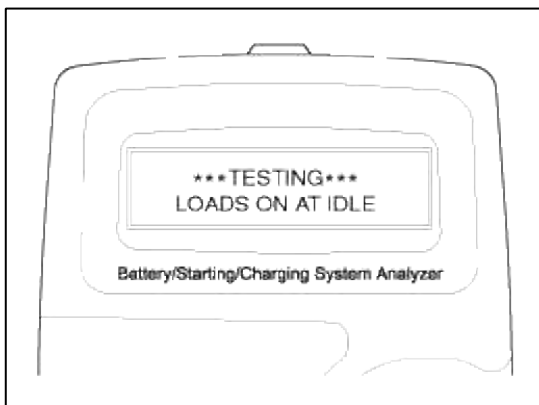 ★★★TESTING★★★
LOADS ON AT IDLE
Battery/Starting/Charging System Analyzer